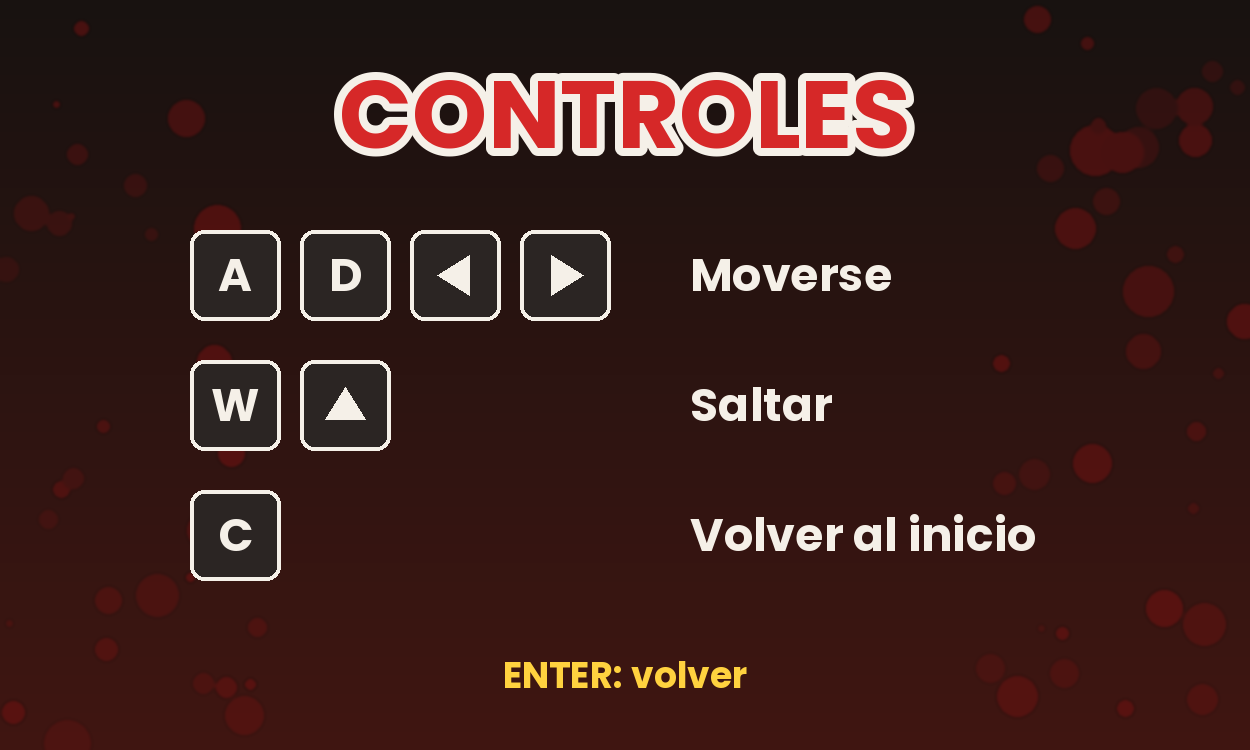 CONTROLES
A D ◀ ▶ Moverse
W ▲ Saltar
C Volver al inicio
ENTER: volver